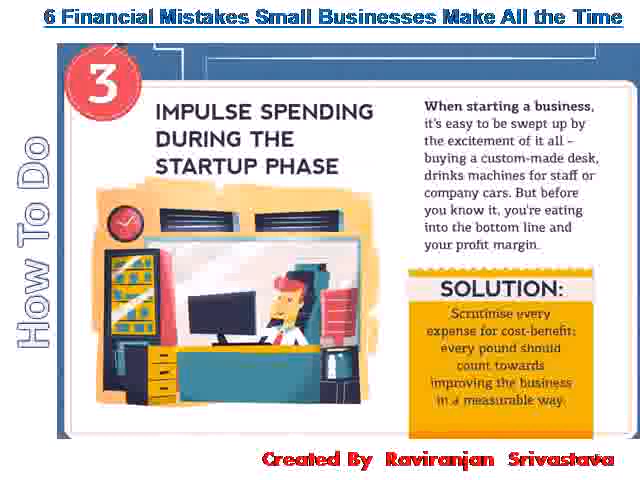 6 Financial Mistakes Small Businesses Make All the Time
3
IMPULSE SPENDING
DURING THE
STARTUP PHASE
When starting a business,
it's easy to be swept up by
the excitement of it all –
buying a custom-made desk,
drinks machines for staff or
company cars. But before
you know it, you're eating
into the bottom line and
your profit margin.
SOLUTION:
Scrutinise every
expense for cost-benefit;
every pound should
count towards
improving the business
in a measurable way.
How To Do
Created By Raviranjan Srivastava